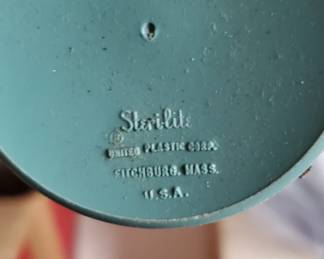 Sterilite
UNITED PLASTIC CORP.
FITCHBURG, MASS.
U.S.A.